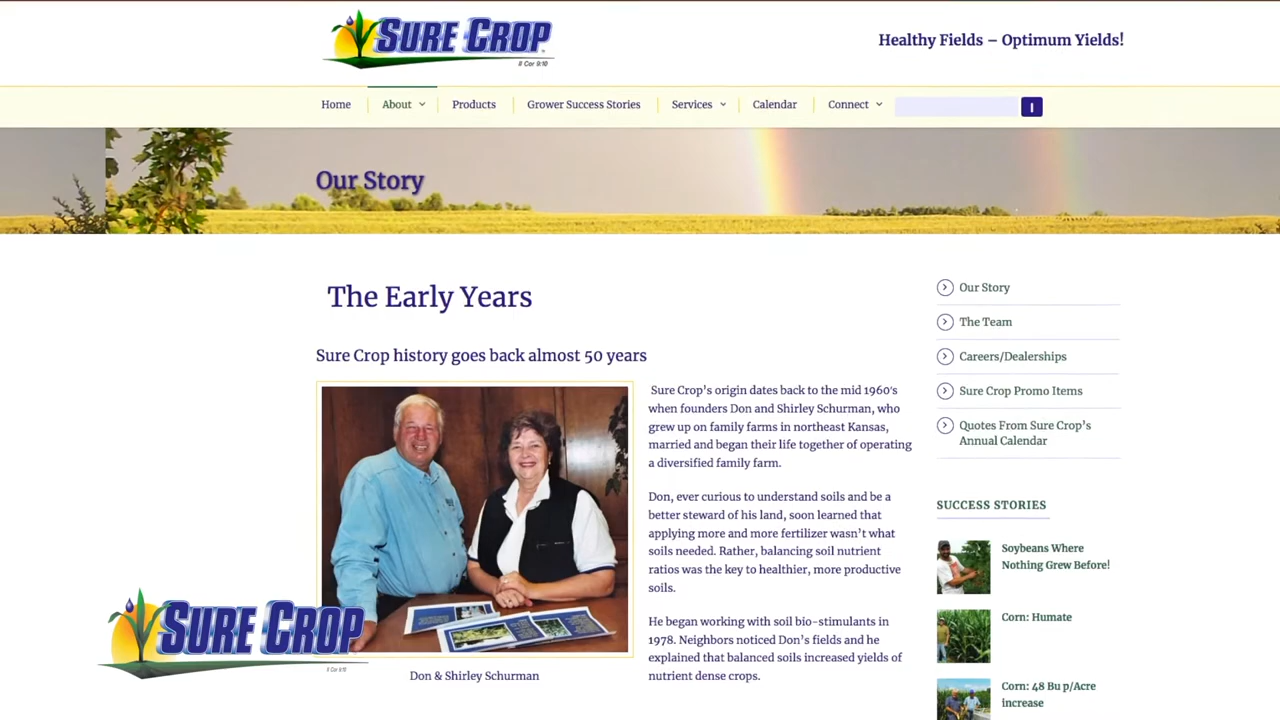 SURE CROP
II Cor 9:10
Healthy Fields – Optimum Yields!
Home
About
Products
Grower Success Stories
Services
Calendar
Connect
Our Story
The Early Years
Sure Crop history goes back almost 50 years
Sure Crop's origin dates back to the mid 1960's
when founders Don and Shirley Schurman, who
grew up on family farms in northeast Kansas,
married and began their life together of operating
a diversified family farm.
Don, ever curious to understand soils and be a
better steward of his land, soon learned that
applying more and more fertilizer wasn't what
soils needed. Rather, balancing soil nutrient
ratios was the key to healthier, more productive
soils.
He began working with soil bio-stimulants in
1978. Neighbors noticed Don's fields and he
explained that balanced soils increased yields of
nutrient dense crops.
Don & Shirley Schurman
SURE CROP
II Cor 9:10
Our Story
The Team
Careers/Dealerships
Sure Crop Promo Items
Quotes From Sure Crop's
Annual Calendar
SUCCESS STORIES
Soybeans Where
Nothing Grew Before!
Corn: Humate
Corn: 48 Bu p/Acre
increase